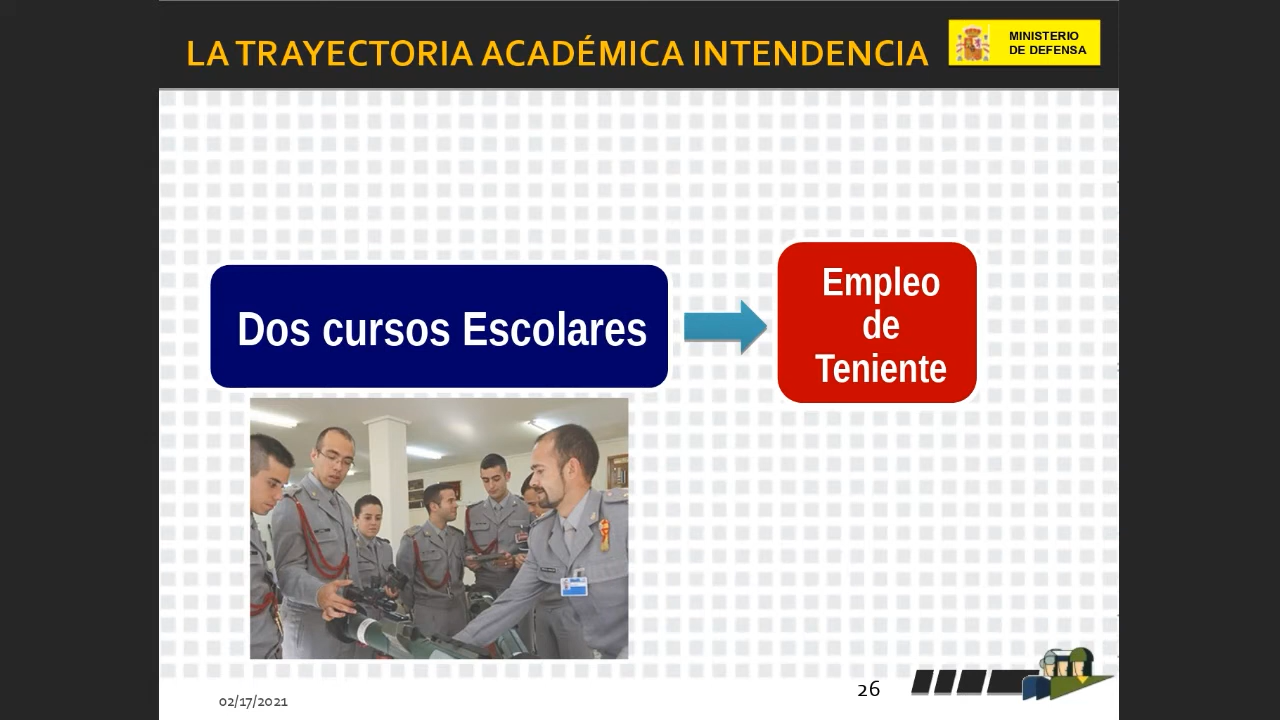 LA TRAYECTORIA ACADÉMICA INTENDENCIA
MINISTERIO
DE DEFENSA
Dos cursos Escolares
Empleo
de
Teniente
26
02/17/2021